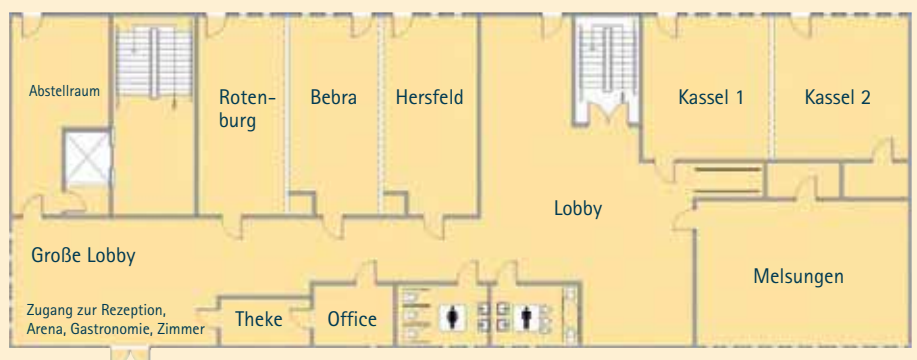 Abstellraum
Roten-
burg
Bebra
Hersfeld
Kassel 1
Kassel 2
Lobby
Große Lobby
Melsungen
Zugang zur Rezeption,
Arena, Gastronomie, Zimmer
Theke
Office